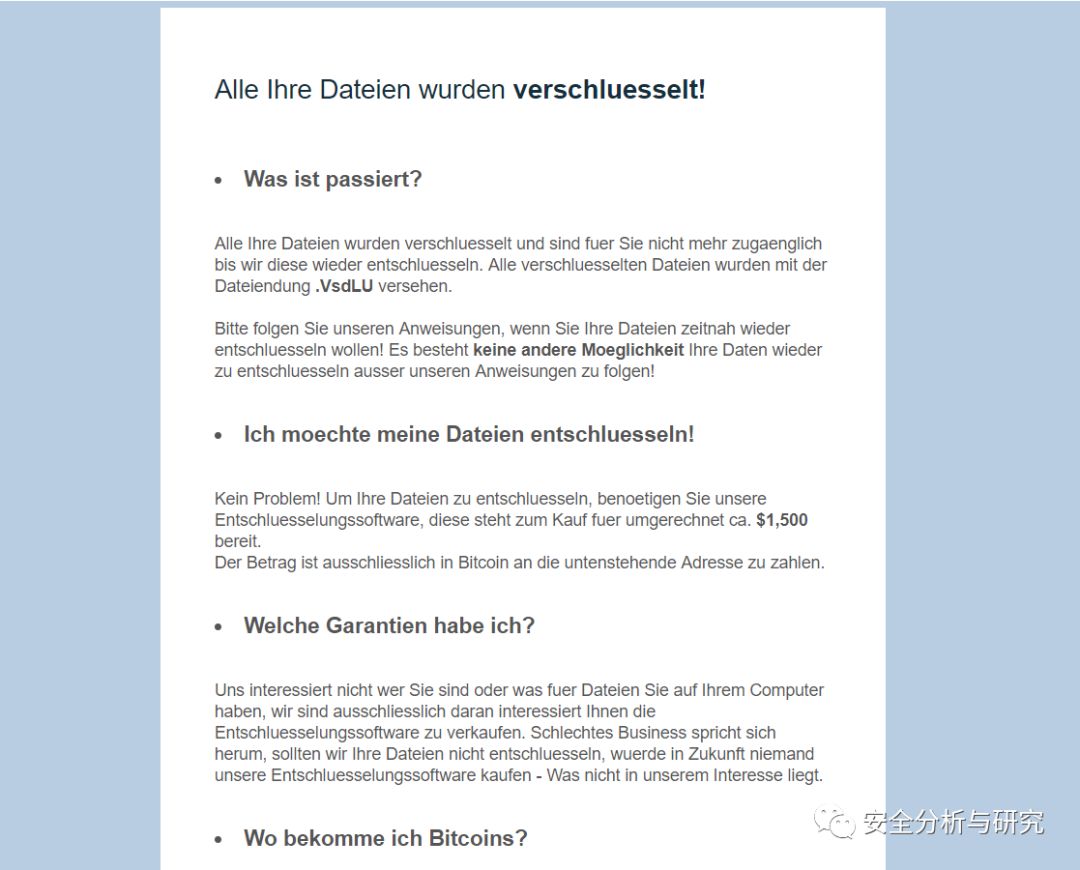 Alle Ihre Dateien wurden verschluesselt!
Was ist passiert?
Alle Ihre Dateien wurden verschluesselt und sind fuer Sie nicht mehr zugaenglich
bis wir diese wieder entschluesseln. Alle verschluesselten Dateien wurden mit der
Dateiendung .VsdLU versehen.
Bitte folgen Sie unseren Anweisungen, wenn Sie Ihre Dateien zeitnah wieder
entschluesseln wollen! Es besteht keine andere Moeglichkeit Ihre Daten wieder
zu entschluesseln ausser unseren Anweisungen zu folgen!
Ich moechte meine Dateien entschluesseln!
Kein Problem! Um Ihre Dateien zu entschluesseln, benoetigen Sie unsere
Entschluesselungssoftware, diese steht zum Kauf fuer umgerechnet ca. $1,500
bereit.
Der Betrag ist ausschliesslich in Bitcoin an die untenstehende Adresse zu zahlen.
Welche Garantien habe ich?
Uns interessiert nicht wer Sie sind oder was fuer Dateien Sie auf Ihrem Computer
haben, wir sind ausschliesslich daran interessiert Ihnen die
Entschluesselungssoftware zu verkaufen. Schlechtes Business spricht sich
herum, sollten wir Ihre Dateien nicht entschluesseln, wuerde in Zukunft niemand
unsere Entschluesselungssoftware kaufen - Was nicht in unserem Interesse liegt.
Wo bekomme ich Bitcoins?
安全分析与研究